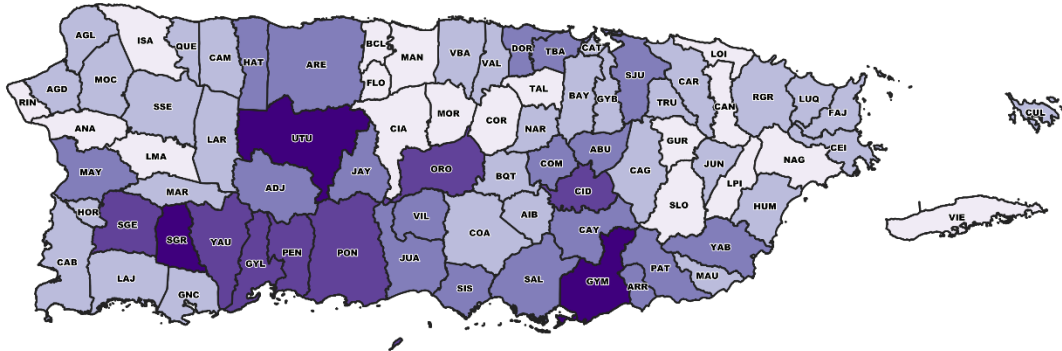 AGL
ISA
QUE
CAM
HAT
ARE
BCL
MAN
VBA
VAL
DOR
TBA
CAT
SJU
CAR
LOI
CAN
RGR
LUQ
FAJ
CUL
RIN
AGD
MOC
SSE
LAR
FLO
TAL
BAY
GYB
TRU
ANA
LMA
UTU
CIA
MOR
COR
NAR
ABU
GUR
JUN
NAG
CEI
MAY
MAR
ADJ
JAY
ORO
BQT
COM
CID
CAG
SLO
LPI
HUM
HOR
SGE
SGR
YAU
GYL
PEN
PON
VIL
JUA
COA
AIB
CAY
YAB
VIE
CAB
LAJ
GNC
SIS
SAL
GYM
ARR
PAT
MAU